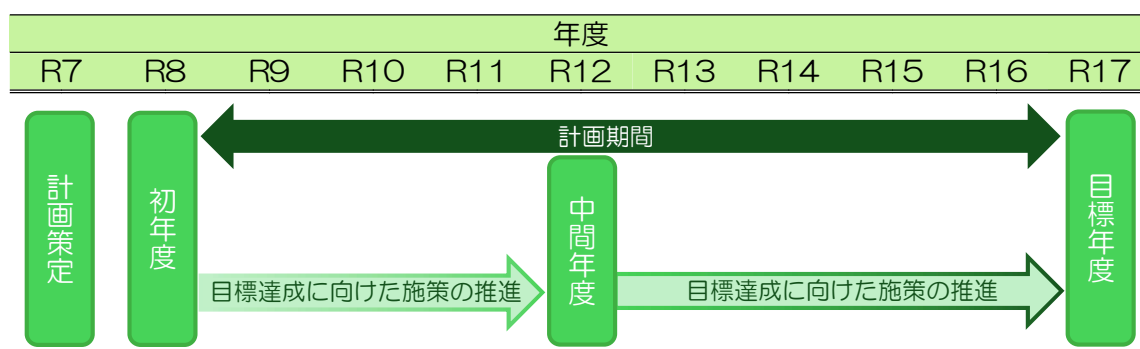 年度
R7 R8 R9 R10 R11 R12 R13 R14 R15 R16 R17
計画期間
計画策定
初年度
中間年度
目標年度
目標達成に向けた施策の推進
目標達成に向けた施策の推進